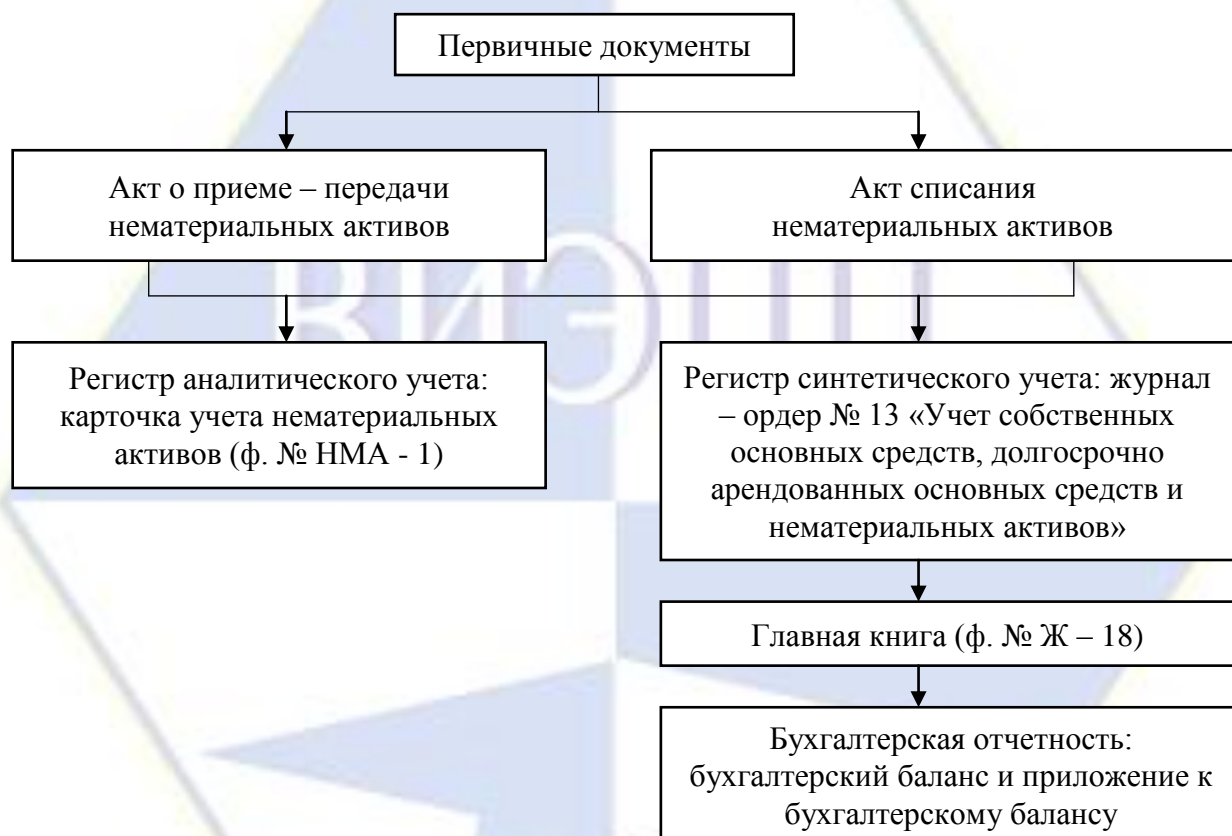 Первичные документы
Акт о приеме – передачи
нематериальных активов
Акт списания
нематериальных активов
ВИЭПП
Регистр аналитического учета:
карточка учета нематериальных
активов (ф. № НМА - 1)
Регистр синтетического учета: журнал
– ордер № 13 «Учет собственных
основных средств, долгосрочно
арендованных основных средств и
нематериальных активов»
Главная книга (ф. № Ж – 18)
Бухгалтерская отчетность:
бухгалтерский баланс и приложение к
бухгалтерскому балансу